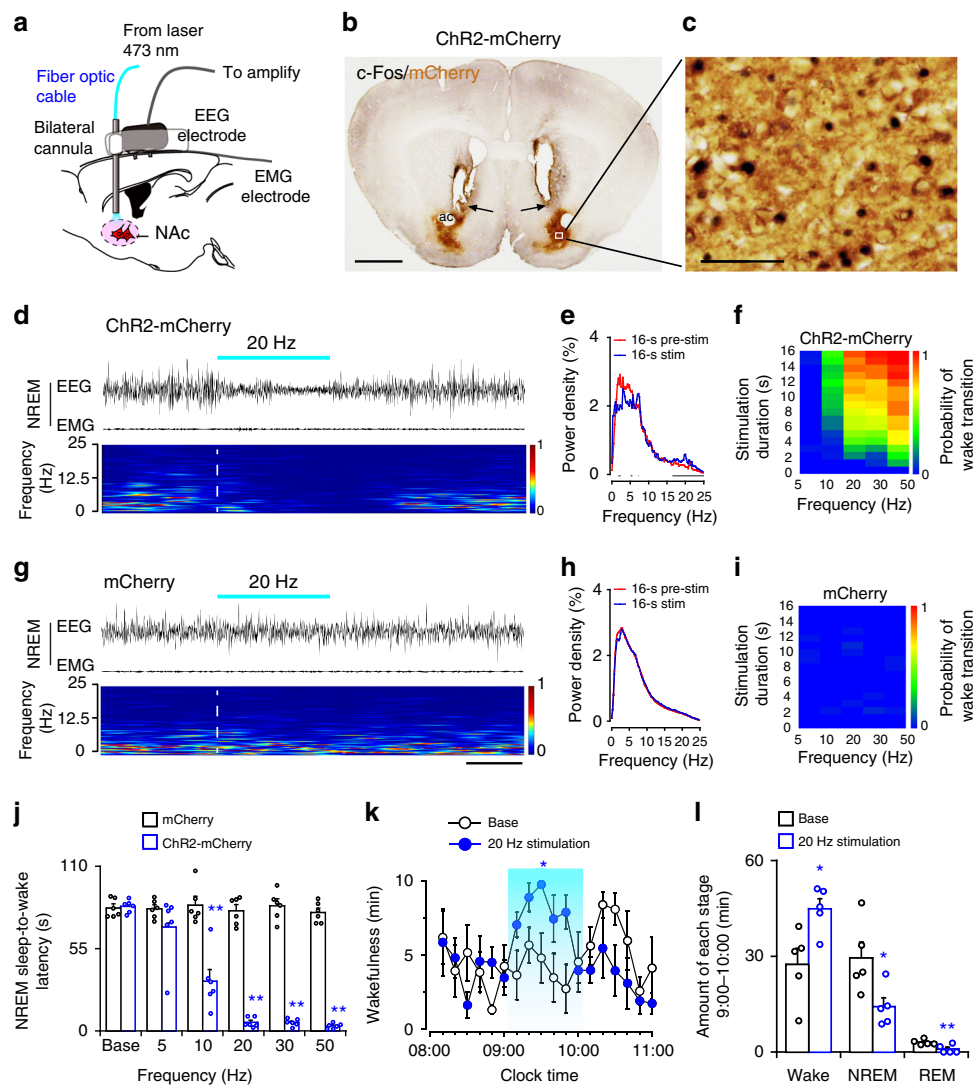 a
From laser
473 nm
Fiber optic
cable
To amplify
Bilateral
cannula
EEG
electrode
EMG
electrode
NAc
b
ChR2-mCherry
c-Fos/mCherry
ac
c
d
ChR2-mCherry
20 Hz
NREM
EEG
EMG
Frequency
(Hz)
25
12.5
0
1
0
e
16-s pre-stim
16-s stim
Power density (%)
4
2
0
0 5 10 15 20 25
Frequency (Hz)
f
ChR2-mCherry
Stimulation
duration (s)
16
14
12
10
8
6
4
2
0
5 10 20 30 50
Frequency (Hz)
1
0
Probability of
wake transition
g
mCherry
20 Hz
NREM
EEG
EMG
Frequency
(Hz)
25
12.5
0
1
0
h
16-s pre-stim
16-s stim
Power density (%)
4
2
0
0 5 10 15 20 25
Frequency (Hz)
i
mCherry
Stimulation
duration (s)
16
14
12
10
8
6
4
2
0
5 10 20 30 50
Frequency (Hz)
1
0
Probability of
wake transition
j
mCherry
ChR2-mCherry
NREM sleep-to-wake
latency (s)
110
55
0
**
**
**
**
Base 5 10 20 30 50
Frequency (Hz)
k
Base
20 Hz stimulation
*
Wakefulness (min)
10
5
0
08:00 09:00 10:00 11:00
Clock time
l
Base
20 Hz stimulation
Amount of each stage
9:00–10:00 (min)
60
30
0
*
*
**
Wake NREM REM